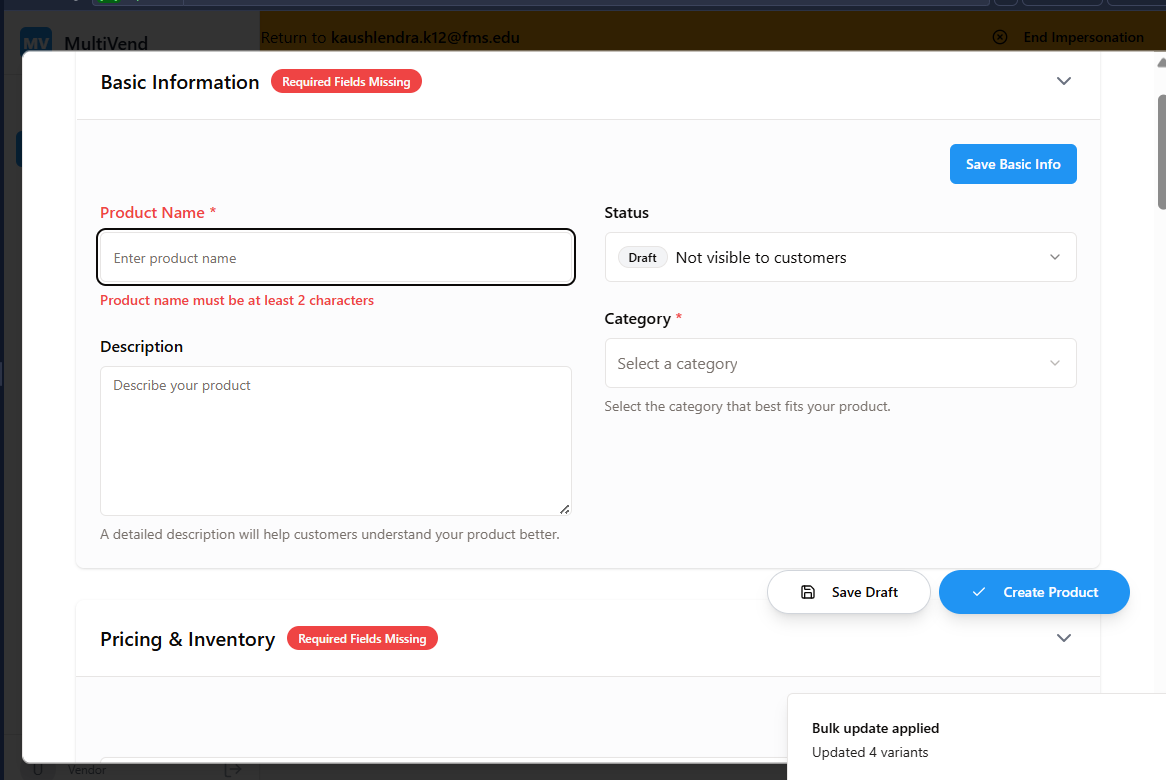 MV MultiVend
Return to kaushlendra.k12@fms.edu
End Impersonation
Basic Information
Required Fields Missing
Save Basic Info
Product Name *
Enter product name
Product name must be at least 2 characters
Status
Draft Not visible to customers
Category *
Select a category
Select the category that best fits your product.
Description
Describe your product
A detailed description will help customers understand your product better.
Save Draft
Create Product
Pricing & Inventory
Required Fields Missing
Bulk update applied
Updated 4 variants
Vendor